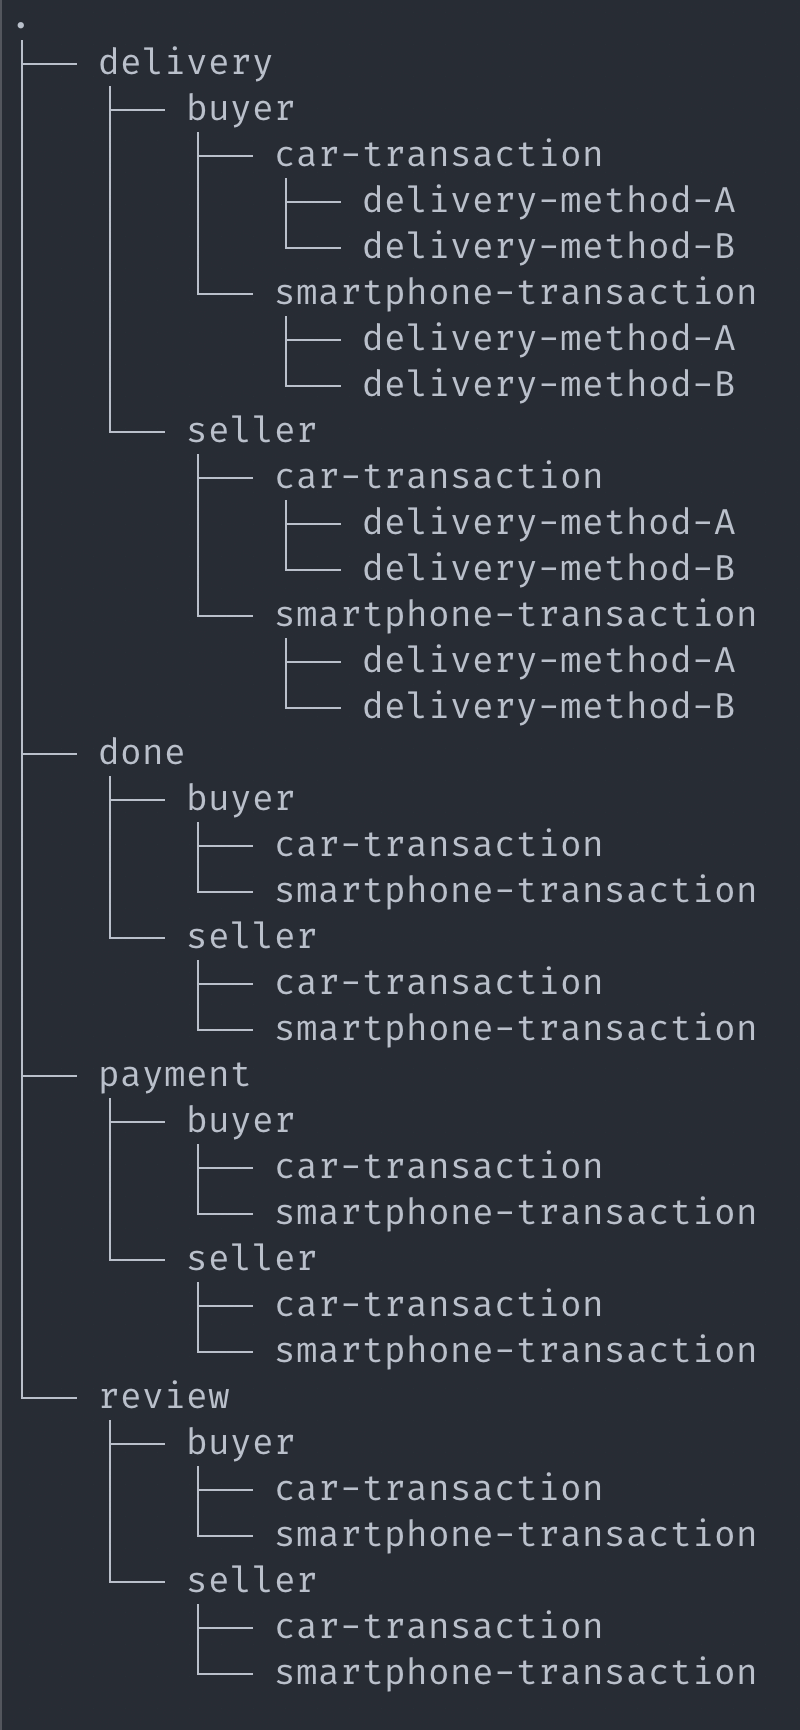 .
├── delivery
│   ├── buyer
│   │   ├── car-transaction
│   │   │   ├── delivery-method-A
│   │   │   └── delivery-method-B
│   │   └── smartphone-transaction
│   │       ├── delivery-method-A
│   │       └── delivery-method-B
│   └── seller
│       ├── car-transaction
│       │   ├── delivery-method-A
│       │   └── delivery-method-B
│       └── smartphone-transaction
│           ├── delivery-method-A
│           └── delivery-method-B
├── done
│   ├── buyer
│   │   ├── car-transaction
│   │   └── smartphone-transaction
│   └── seller
│       ├── car-transaction
│       └── smartphone-transaction
├── payment
│   ├── buyer
│   │   ├── car-transaction
│   │   └── smartphone-transaction
│   └── seller
│       ├── car-transaction
│       └── smartphone-transaction
└── review
    ├── buyer
    │   ├── car-transaction
    │   └── smartphone-transaction
    └── seller
        ├── car-transaction
        └── smartphone-transaction